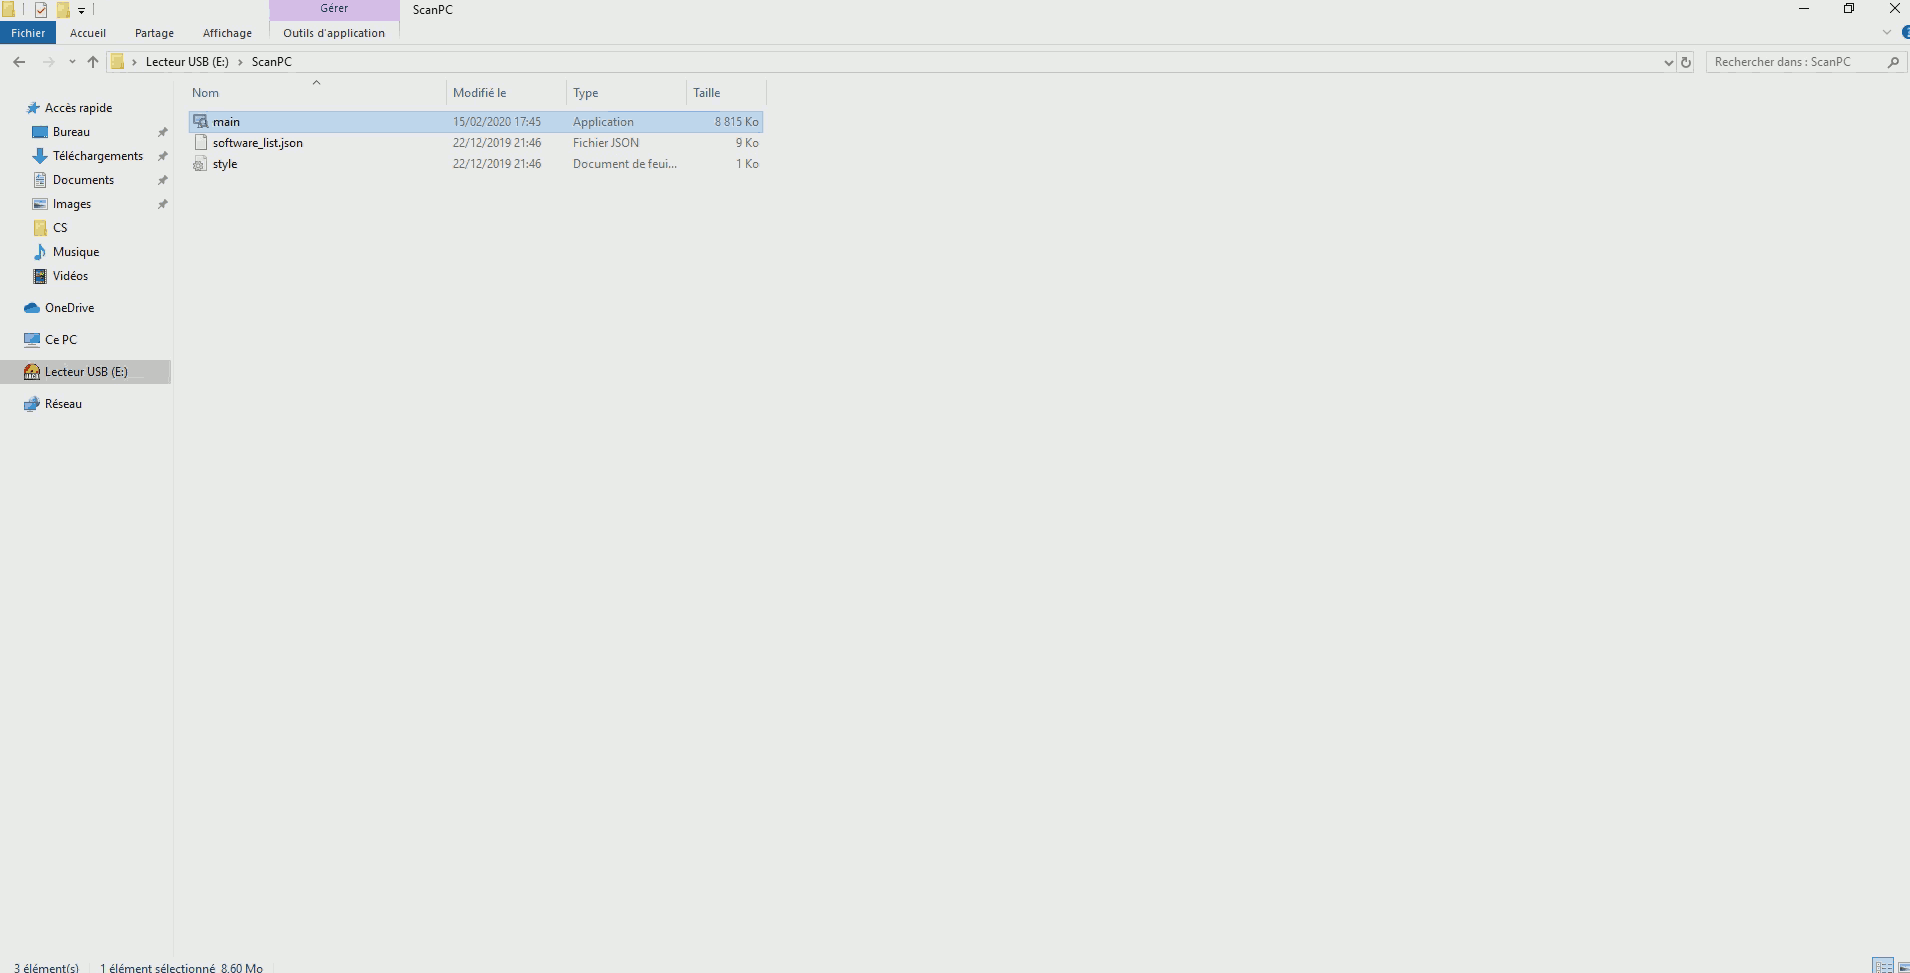 Gérer
ScanPC
Fichier
Accueil
Partage
Affichage
Outils d'application
Lecteur USB (E:)
ScanPC
Rechercher dans : ScanPC
Nom
Modifié le
Type
Taille
main
15/02/2020 17:45
Application
8 815 Ko
software_list.json
22/12/2019 21:46
Fichier JSON
9 Ko
style
22/12/2019 21:46
Document de feui...
1 Ko
Accès rapide
Bureau
Téléchargements
Documents
Images
CS
Musique
Vidéos
OneDrive
Ce PC
Lecteur USB (E:)
Réseau
3 élément(s)
1 élément sélectionné 8,60 Mo